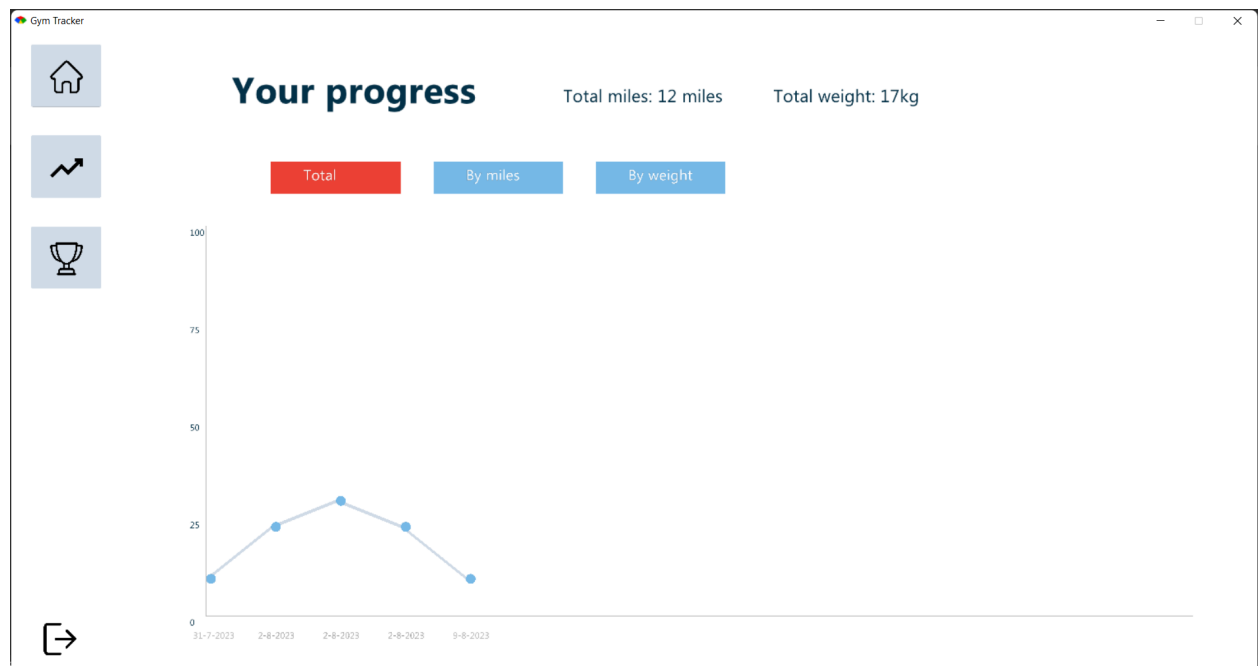 Gym Tracker
Your progress
Total miles: 12 miles
Total weight: 17kg
Total
By miles
By weight
100
75
50
25
0
31-7-2023
2-8-2023
2-8-2023
2-8-2023
9-8-2023